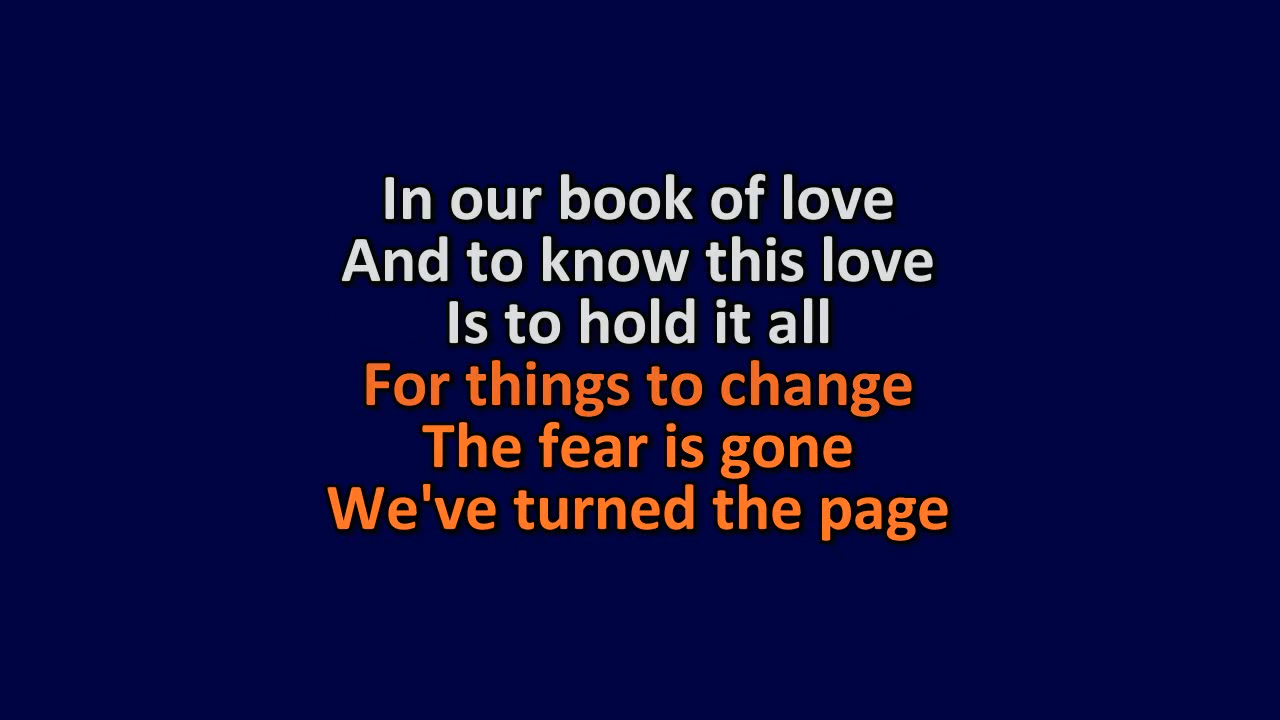 In our book of love
And to know this love
Is to hold it all
For things to change
The fear is gone
We've turned the page